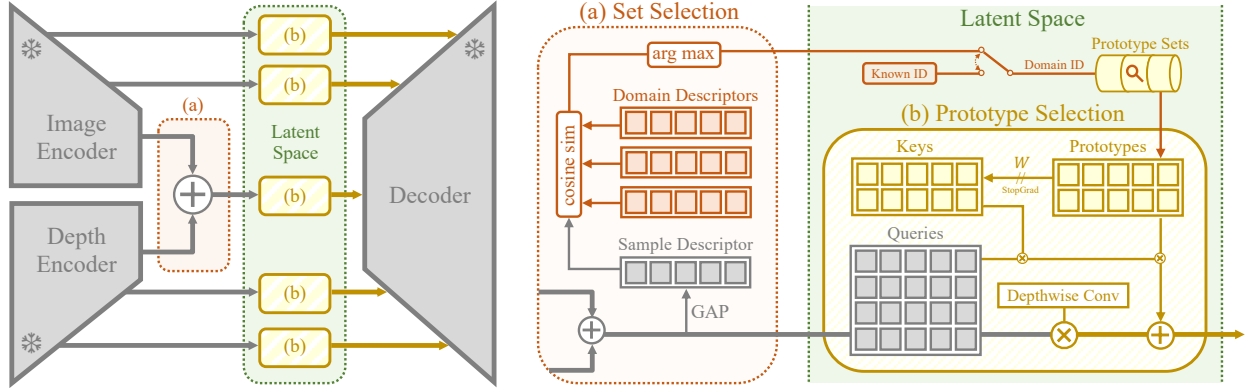 Image
Encoder
Depth
Encoder
(a)
(b)
(b)
Latent
Space
(b)
(b)
(b)
Decoder
(a) Set Selection
arg max
Domain Descriptors
cosine sim
Sample Descriptor
GAP
Latent Space
Known ID
Domain ID
Prototype Sets
(b) Prototype Selection
Keys
W
//
StopGrad
Prototypes
Queries
Depthwise Conv